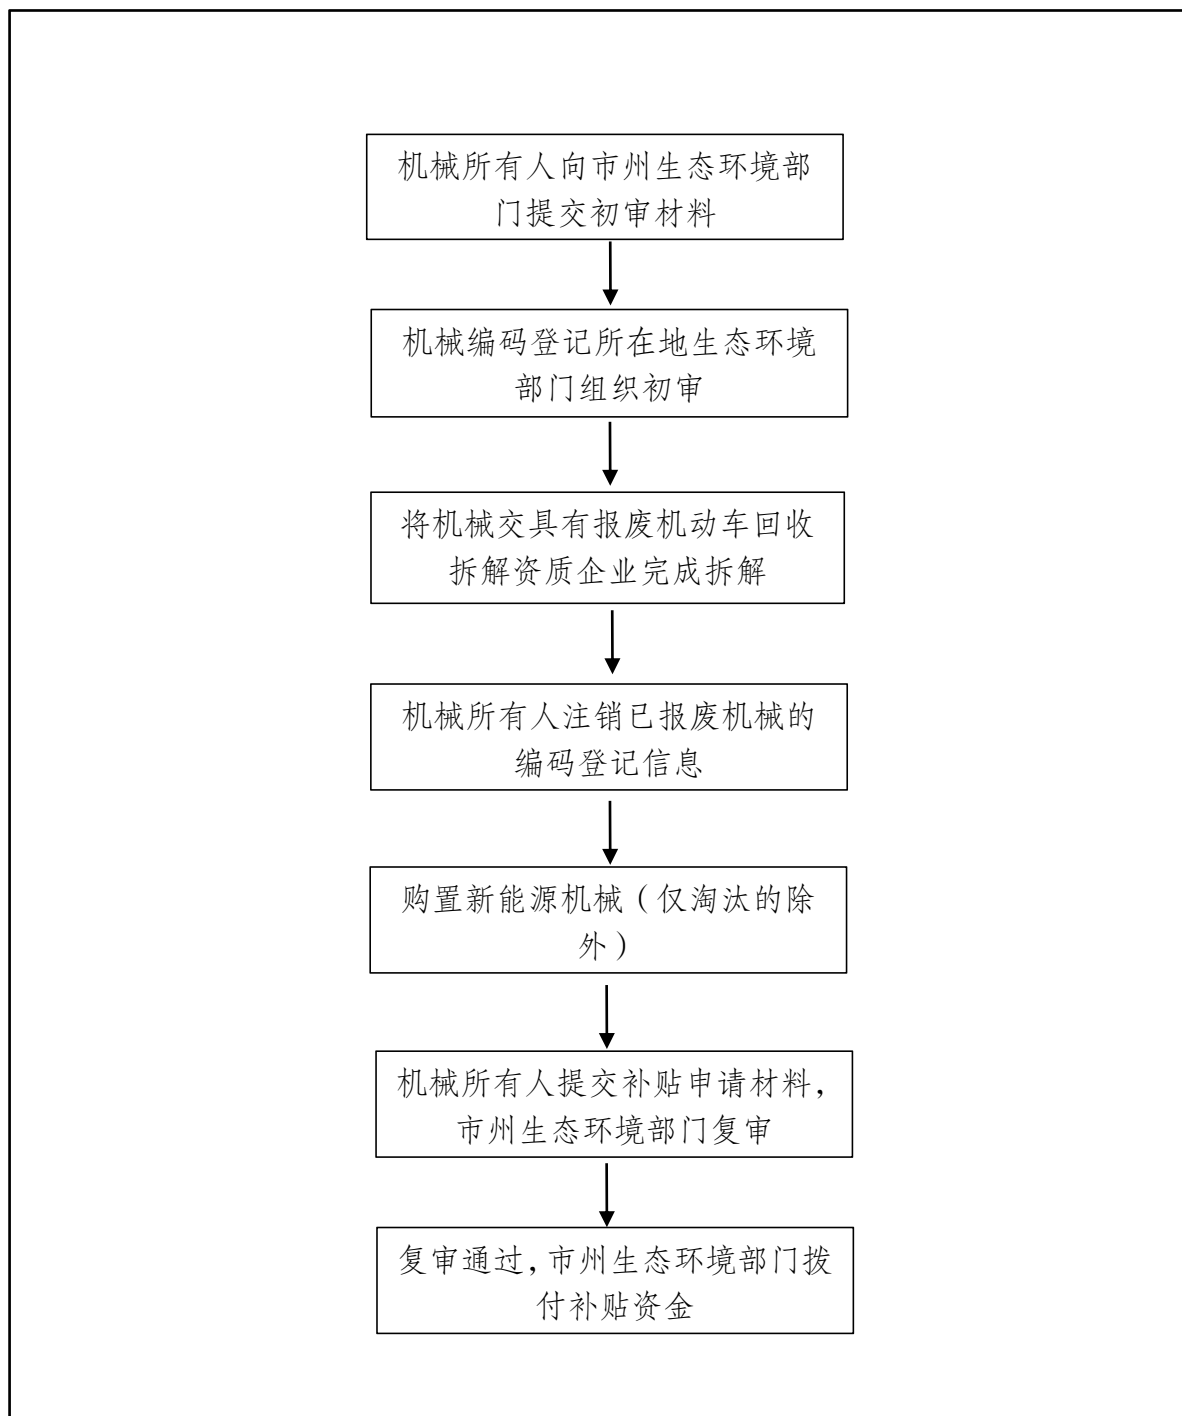 机械所有人向市州生态环境部
门提交初审材料
机械编码登记所在地生态环境
部门组织初审
将机械交具有报废机动车回收
拆解资质企业完成拆解
机械所有人注销已报废机械的
编码登记信息
购置新能源机械（仅淘汰的除
外）
机械所有人提交补贴申请材料，
市州生态环境部门复审
复审通过，市州生态环境部门拨
付补贴资金